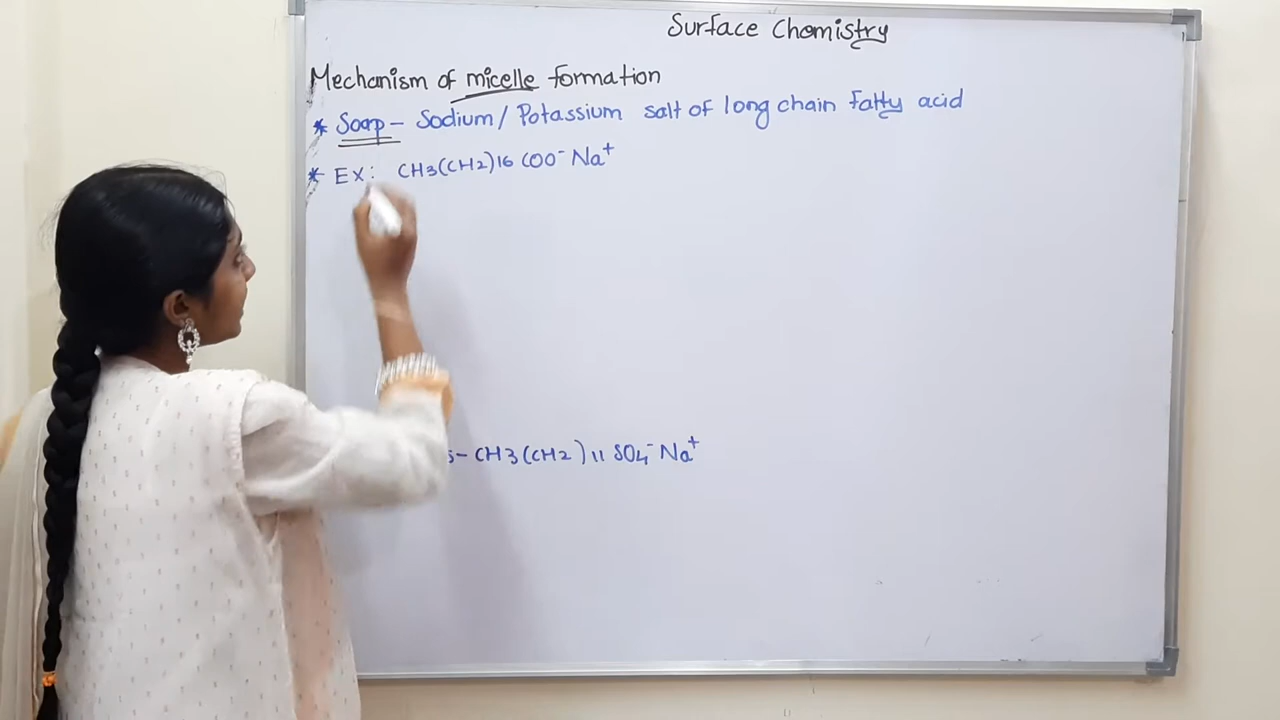 Surface Chemistry
Mechanism of micelle formation
* Soap - Sodium / Potassium salt of long chain fatty acid
* Ex: CH3(CH2)16 COO⁻ Na⁺
s- CH3(CH2)11 SO4⁻ Na⁺